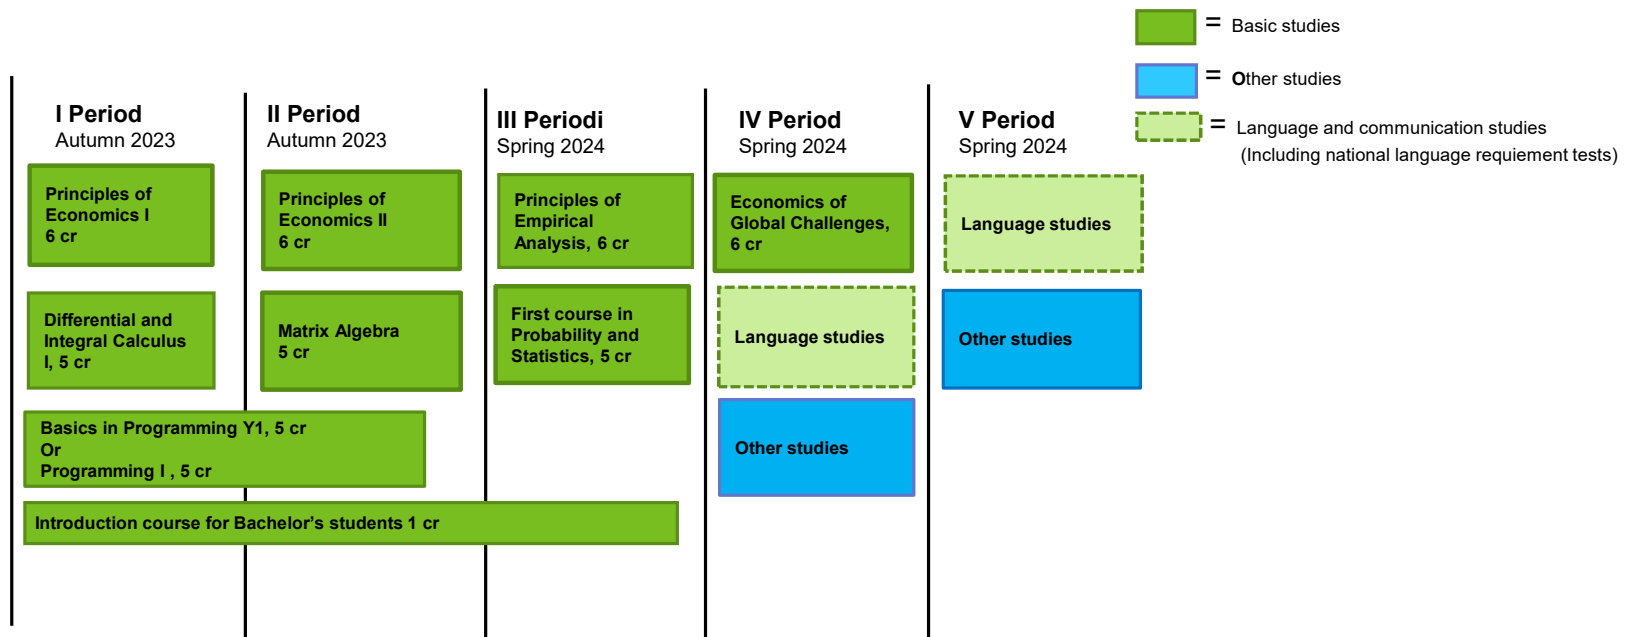 = Basic studies
= Other studies
= Language and communication studies
(Including national language requiement tests)
I Period
Autumn 2023
II Period
Autumn 2023
III Periodi
Spring 2024
IV Period
Spring 2024
V Period
Spring 2024
Principles of
Economics I
6 cr
Principles of
Economics II
6 cr
Principles of
Empirical
Analysis, 6 cr
Economics of
Global Challenges,
6 cr
Language studies
Differential and
Integral Calculus
I, 5 cr
Matrix Algebra
5 cr
First course in
Probability and
Statistics, 5 cr
Language studies
Other studies
Basics in Programming Y1, 5 cr
Or
Programming I , 5 cr
Other studies
Introduction course for Bachelor’s students 1 cr